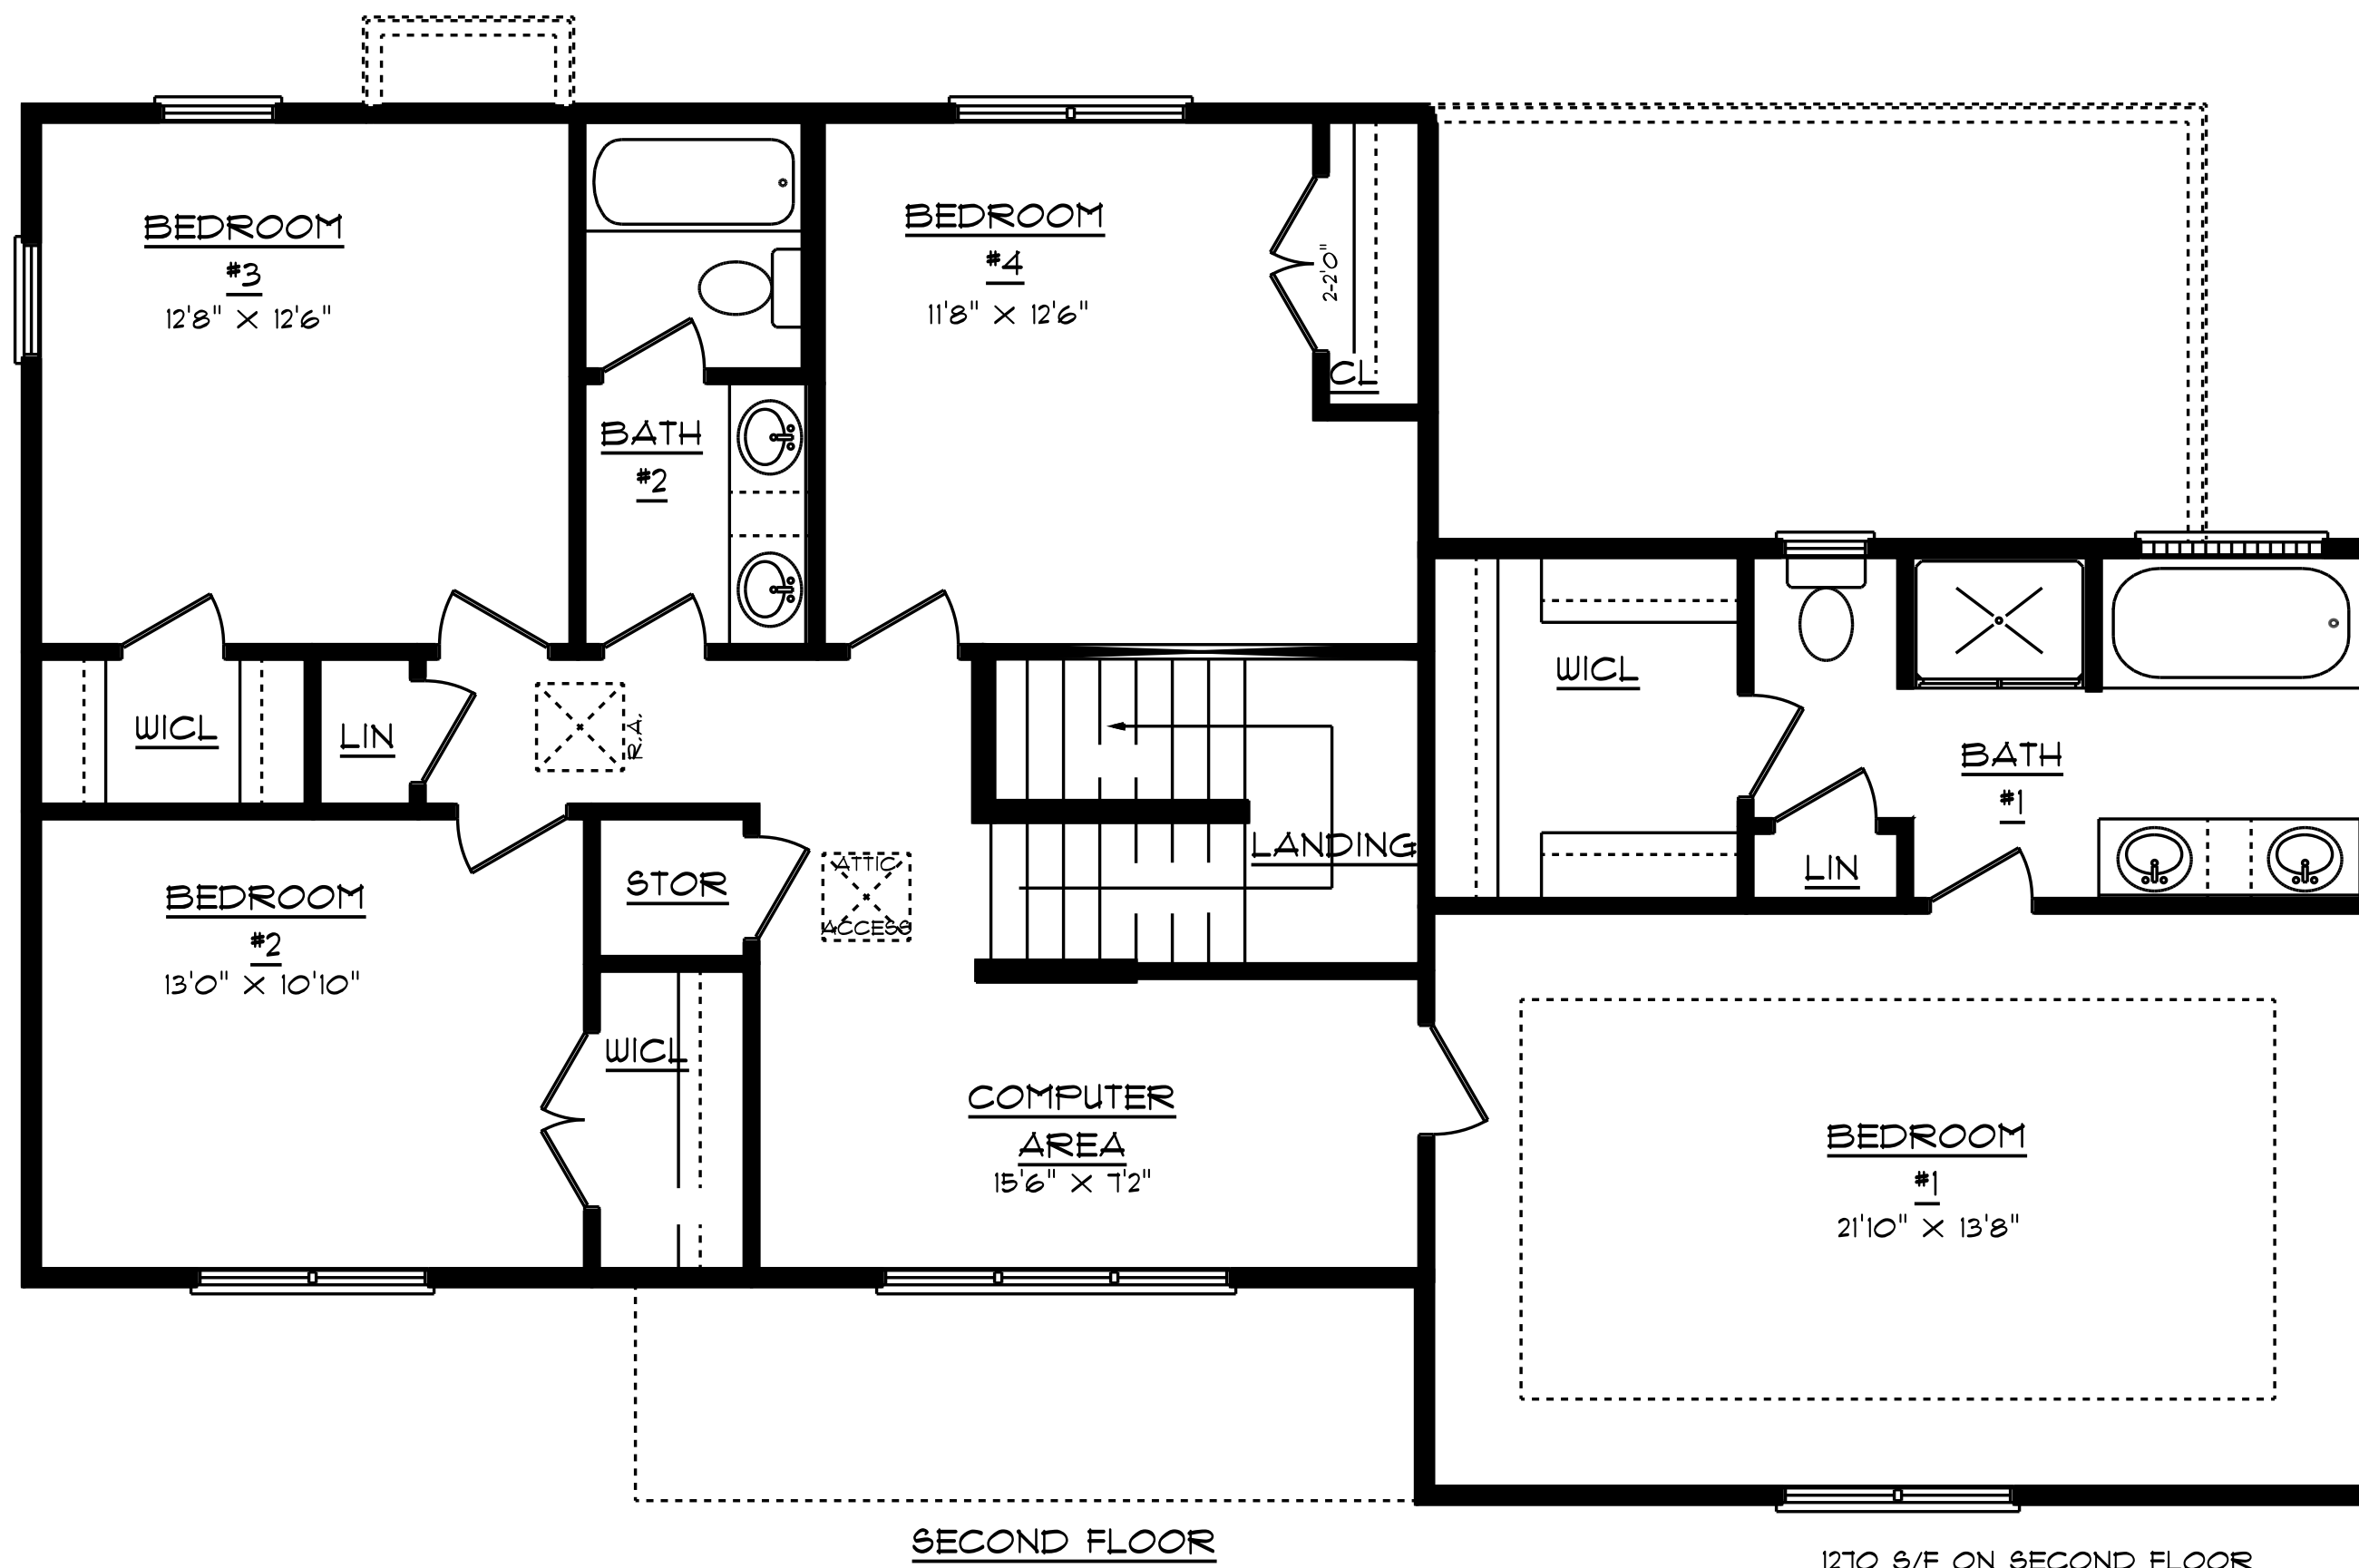 BEDROOM
#3
12'8" X 12'6"
BEDROOM
#4
11'8" X 12'6"
2-2'0"
CL
BATH
#2
WICL
LIN
R.A.
WICL
BATH
#1
LIN
LANDING
BEDROOM
#2
13'0" X 10'10"
STOR
ATTIC
ACCESS
WICL
COMPUTER
AREA
15'6" X 7'2"
BEDROOM
#1
21'10" X 13'8"
SECOND FLOOR
1270 S/F ON SECOND FLOOR